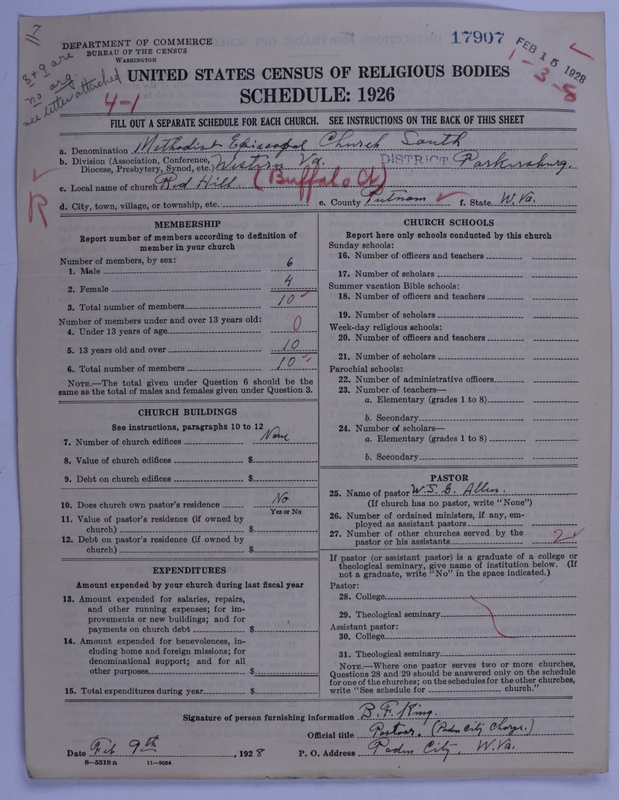 DEPARTMENT OF COMMERCE
BUREAU OF THE CENSUS
WASHINGTON
17907
FEB 15 1928
1-3-8
8+9 are
no org.
see letter attached
4-1
UNITED STATES CENSUS OF RELIGIOUS BODIES
SCHEDULE: 1926
FILL OUT A SEPARATE SCHEDULE FOR EACH CHURCH. SEE INSTRUCTIONS ON THE BACK OF THIS SHEET
a. Denomination Methodist Episcopal Church South
b. Division (Association, Conference, Diocese, Presbytery, Synod, etc.) Western Va. DISTRICT Parkersburg.
c. Local name of church Red Hill (Buffalo Ct)
R
d. City, town, village, or township, etc. e. County Putnam f. State W. Va.
MEMBERSHIP
Report number of members according to definition of
member in your church
Number of members, by sex:
1. Male 6
2. Female 4
3. Total number of members 10
Number of members under and over 13 years old:
4. Under 13 years of age 0
5. 13 years old and over 10
6. Total number of members 10
NOTE.—The total given under Question 6 should be the
same as the total of males and females given under Question 3.
CHURCH BUILDINGS
See instructions, paragraphs 10 to 12
7. Number of church edifices None
8. Value of church edifices $
9. Debt on church edifices $
10. Does church own pastor's residence No
Yes or No
11. Value of pastor's residence (if owned by
church) $
12. Debt on pastor's residence (if owned by
church) $
EXPENDITURES
Amount expended by your church during last fiscal year
13. Amount expended for salaries, repairs,
and other running expenses; for im-
provements or new buildings; and for
payments on church debt $
14. Amount expended for benevolences, in-
cluding home and foreign missions; for
denominational support; and for all
other purposes $
15. Total expenditures during year $
CHURCH SCHOOLS
Report here only schools conducted by this church
Sunday schools:
16. Number of officers and teachers
17. Number of scholars
Summer vacation Bible schools:
18. Number of officers and teachers
19. Number of scholars
Week-day religious schools:
20. Number of officers and teachers
21. Number of scholars
Parochial schools:
22. Number of administrative officers
23. Number of teachers—
a. Elementary (grades 1 to 8)
b. Secondary
24. Number of scholars—
a. Elementary (grades 1 to 8)
b. Secondary
PASTOR
25. Name of pastor W. S. G. Allen.
(If church has no pastor, write "None")
26. Number of ordained ministers, if any, em-
ployed as assistant pastors
27. Number of other churches served by the
pastor or his assistants 2
If pastor (or assistant pastor) is a graduate of a college or
theological seminary, give name of institution below. (If
not a graduate, write "No" in the space indicated.)
Pastor:
28. College
29. Theological seminary
Assistant pastor:
30. College
31. Theological seminary
NOTE.—Where one pastor serves two or more churches,
Questions 28 and 29 should be answered only on the schedule
for one of the churches; on the schedules for the other churches,
write "See schedule for church."
Signature of person furnishing information B. F. King.
Official title Pastor, (Paden City Charge.)
Date Feb 9th, 1928 P. O. Address Paden City, W. Va.
8—5518 a 11—9034